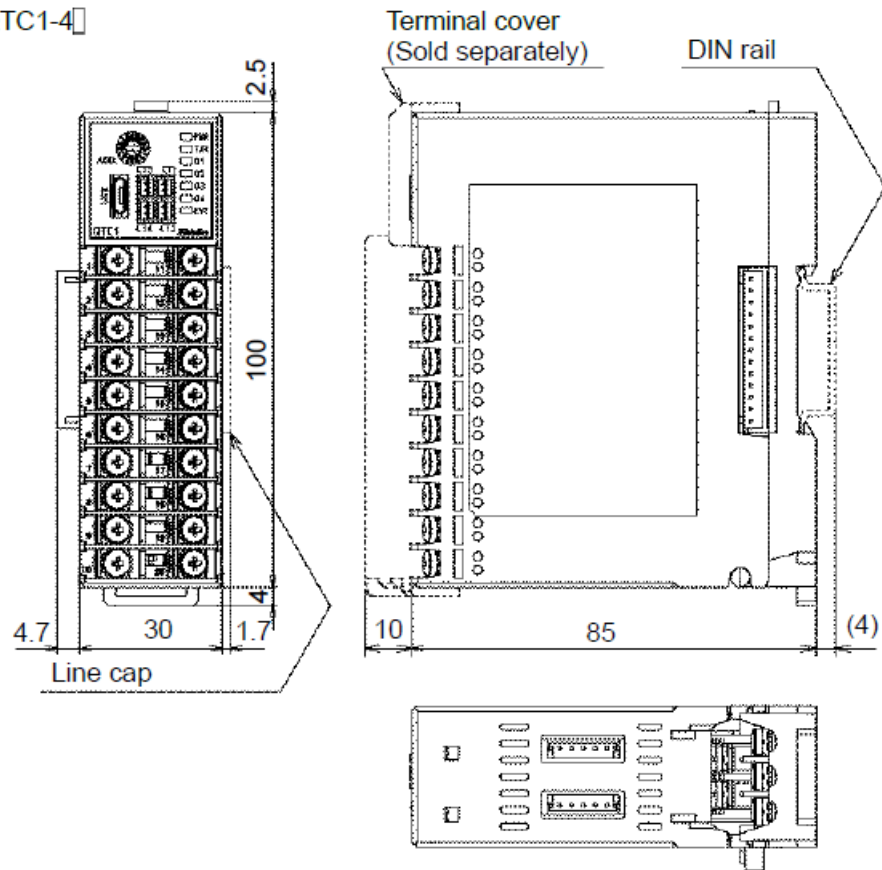 TC1-4▯
Terminal cover
(Sold separately)
DIN rail
2.5
100
4
4.7
30
1.7
Line cap
10
85
(4)
QTC1